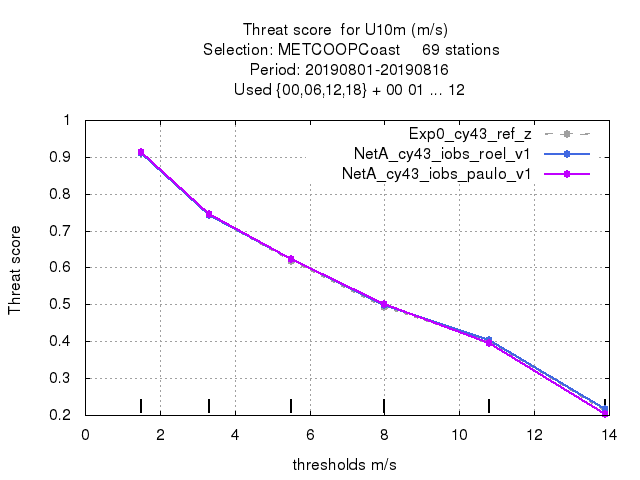 Threat score  for U10m (m/s)
Selection: METCOOPCoast     69 stations
Period: 20190801-20190816
Used {00,06,12,18} + 00 01 ... 12
Exp0_cy43_ref_z
NetA_cy43_iobs_roel_v1
NetA_cy43_iobs_paulo_v1
Threat score
1
0.9
0.8
0.7
0.6
0.5
0.4
0.3
0.2
0 2 4 6 8 10 12 14
thresholds m/s